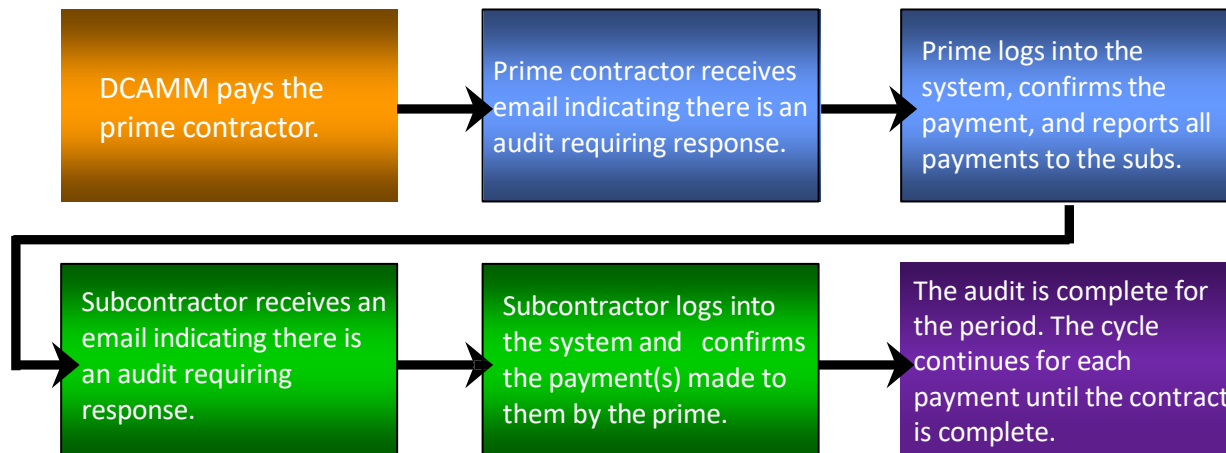 DCAMM pays the
prime contractor.
Prime contractor receives
email indicating there is an
audit requiring response.
Prime logs into the
system, confirms the
payment, and reports all
payments to the subs.
Subcontractor receives an
email indicating there is
an audit requiring
response.
Subcontractor logs into
the system and confirms
the payment(s) made to
them by the prime.
The audit is complete for
the period. The cycle
continues for each
payment until the contract
is complete.